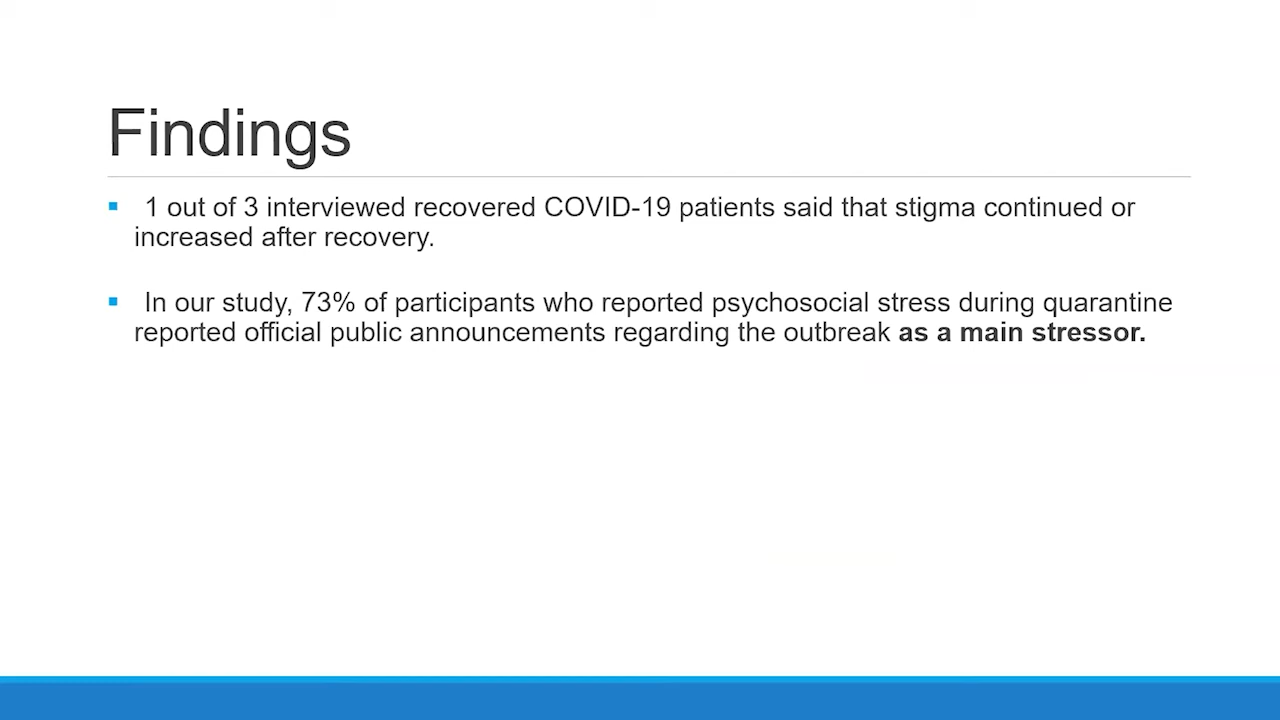 Findings
▪ 1 out of 3 interviewed recovered COVID-19 patients said that stigma continued or
increased after recovery.
▪ In our study, 73% of participants who reported psychosocial stress during quarantine
reported official public announcements regarding the outbreak as a main stressor.